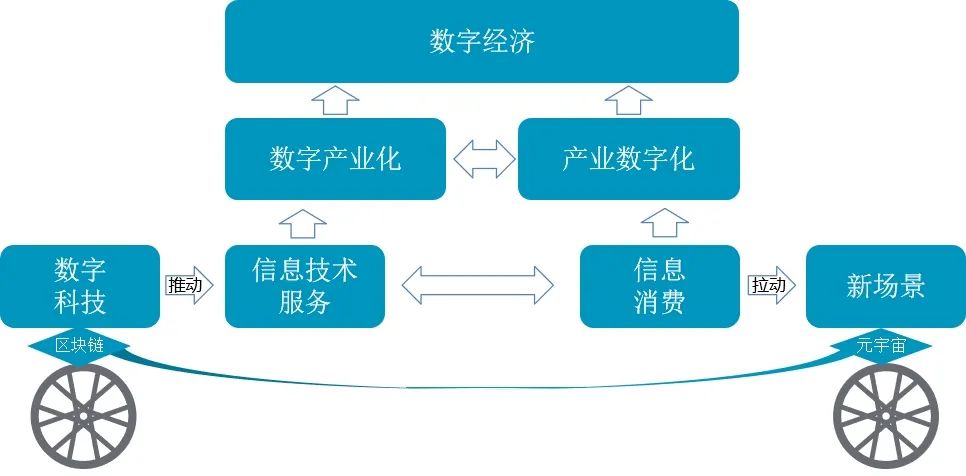 数字经济
数字产业化
产业数字化
数字
科技
推动
信息技术
服务
信息
消费
拉动
新场景
区块链
元宇宙